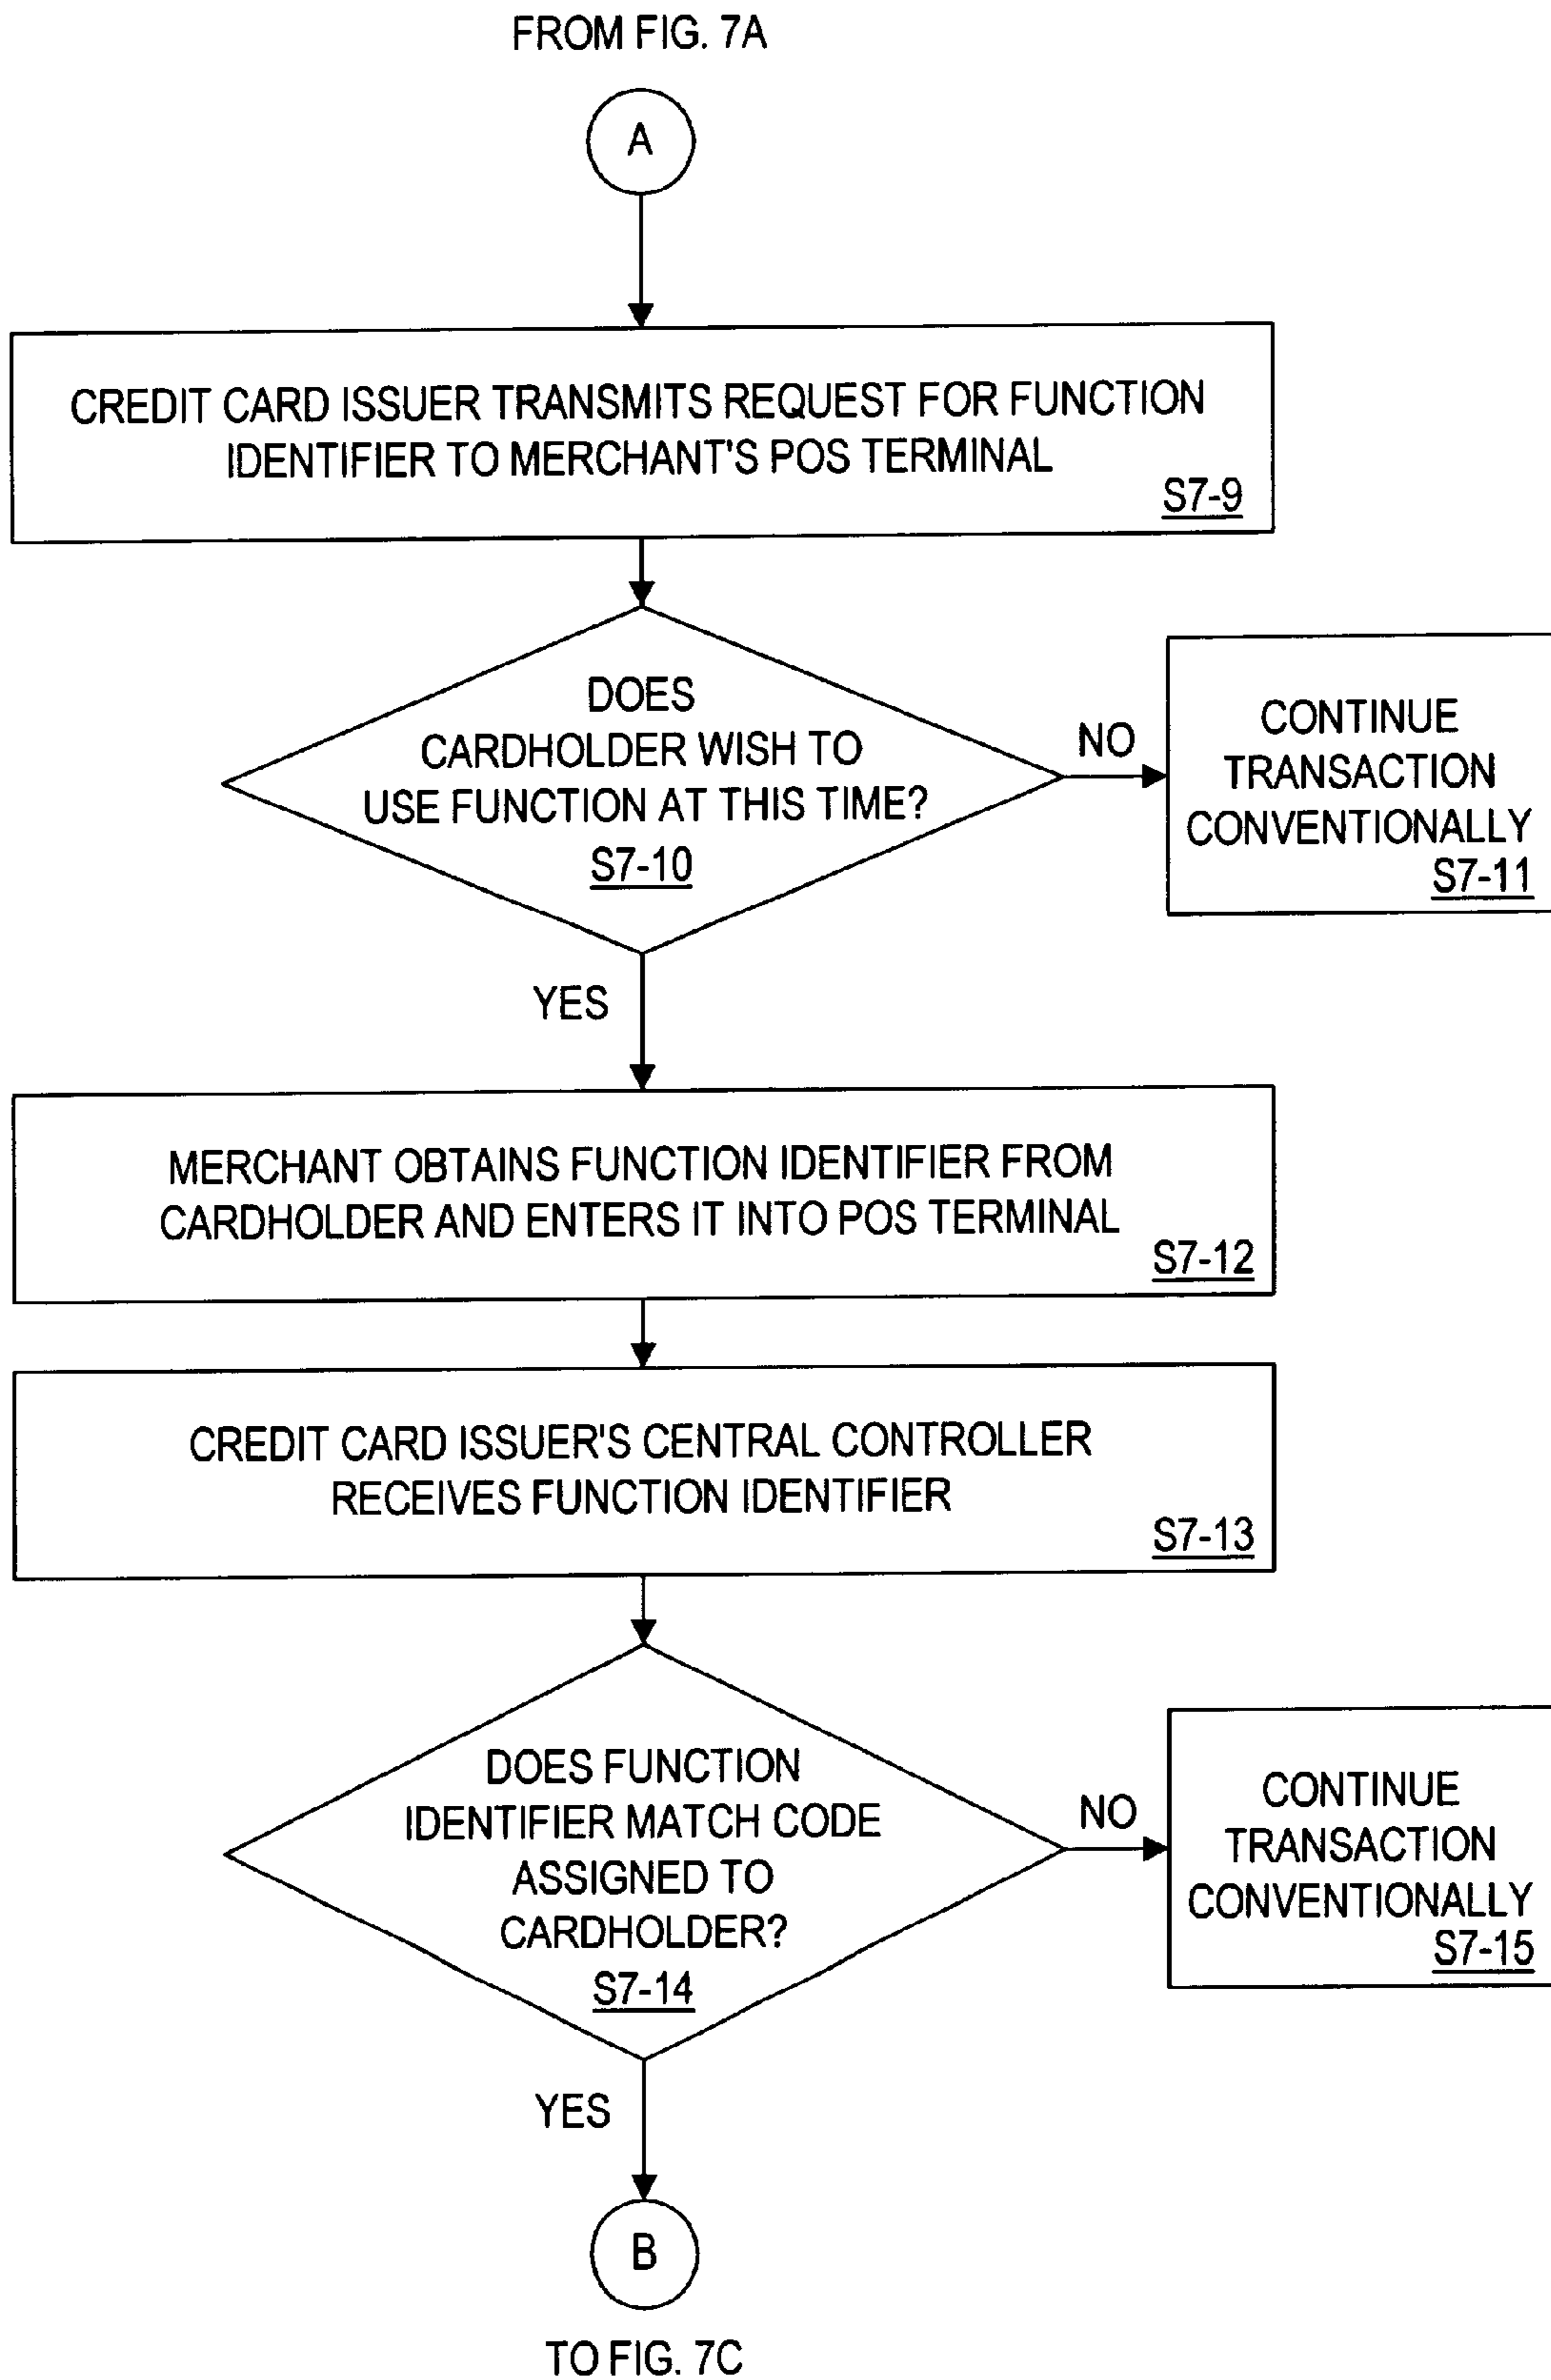 FROM FIG. 7A
A
CREDIT CARD ISSUER TRANSMITS REQUEST FOR FUNCTION
IDENTIFIER TO MERCHANT'S POS TERMINAL
S7-9
DOES
CARDHOLDER WISH TO
USE FUNCTION AT THIS TIME?
S7-10
NO
CONTINUE
TRANSACTION
CONVENTIONALLY
S7-11
YES
MERCHANT OBTAINS FUNCTION IDENTIFIER FROM
CARDHOLDER AND ENTERS IT INTO POS TERMINAL
S7-12
CREDIT CARD ISSUER'S CENTRAL CONTROLLER
RECEIVES FUNCTION IDENTIFIER
S7-13
DOES FUNCTION
IDENTIFIER MATCH CODE
ASSIGNED TO
CARDHOLDER?
S7-14
NO
CONTINUE
TRANSACTION
CONVENTIONALLY
S7-15
YES
B
TO FIG. 7C